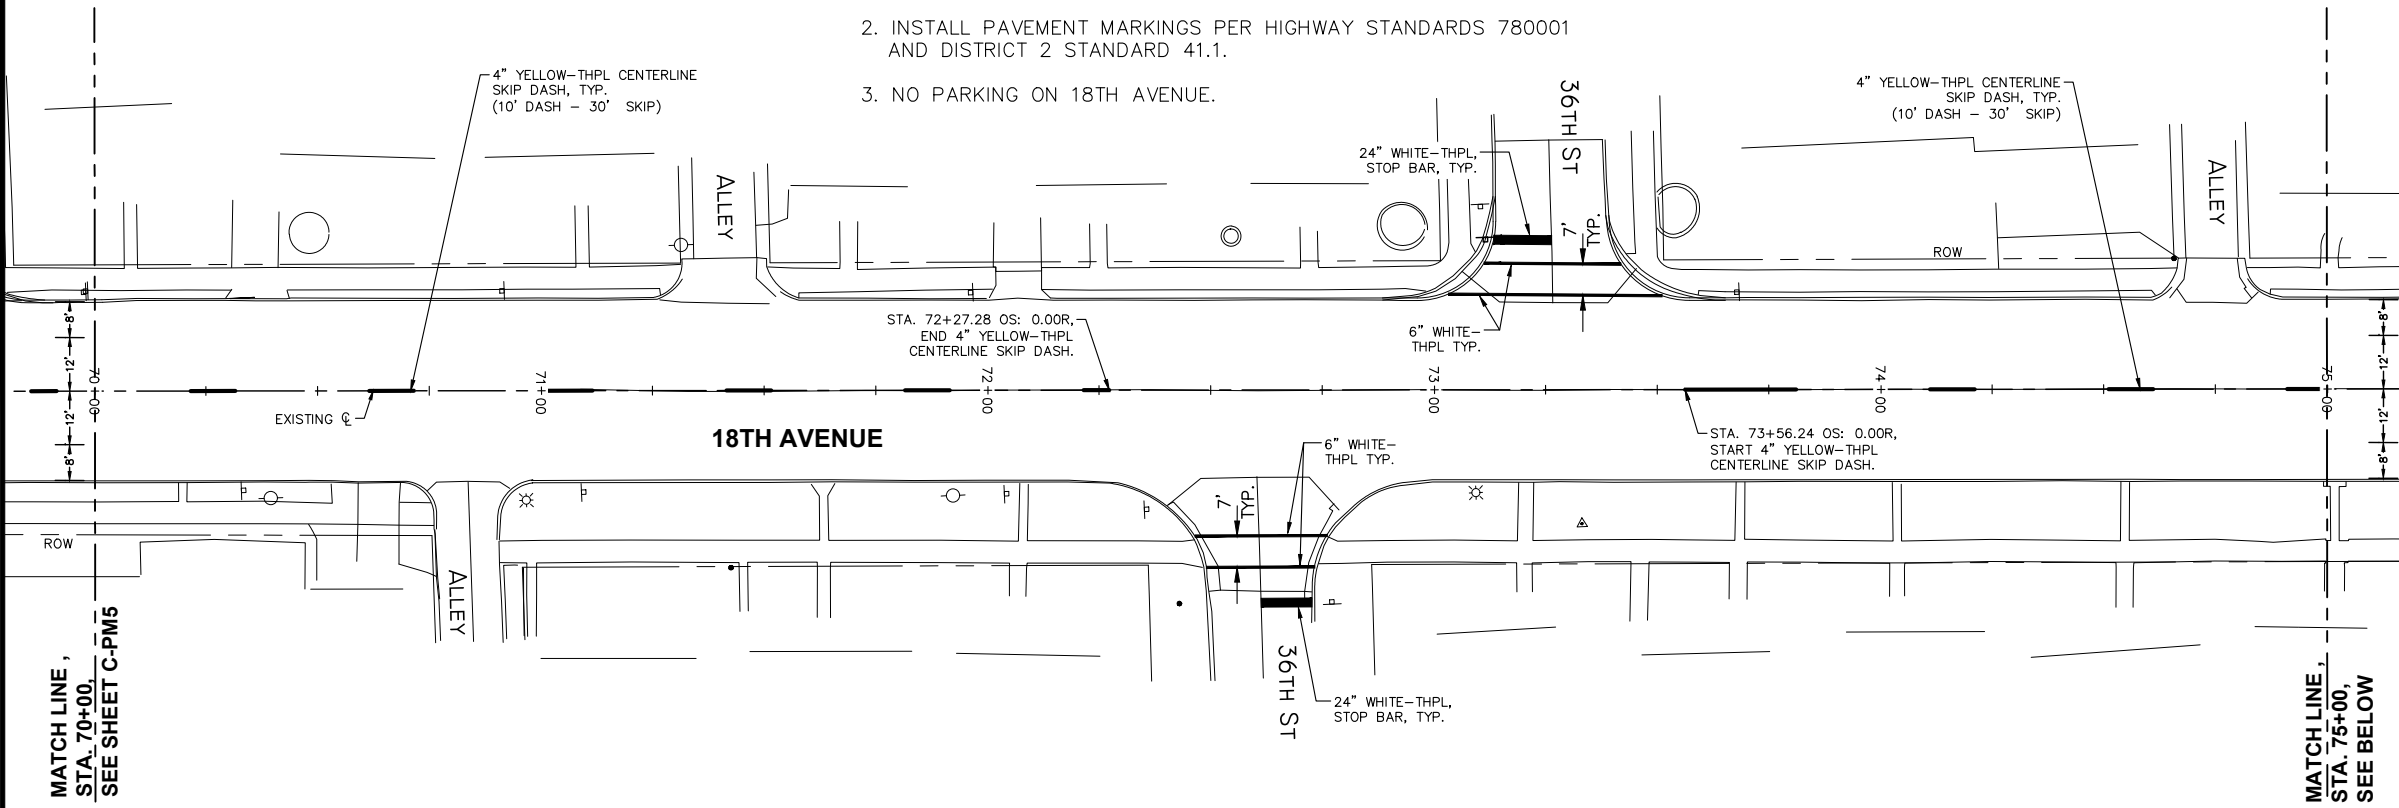 2. INSTALL PAVEMENT MARKINGS PER HIGHWAY STANDARDS 780001
AND DISTRICT 2 STANDARD 41.1.
3. NO PARKING ON 18TH AVENUE.
4" YELLOW-THPL CENTERLINE
SKIP DASH, TYP.
(10' DASH - 30' SKIP)
4" YELLOW-THPL CENTERLINE
SKIP DASH, TYP.
(10' DASH - 30' SKIP)
36TH ST
24" WHITE-THPL,
STOP BAR, TYP.
ALLEY
ALLEY
7'
TYP.
ROW
STA. 72+27.28 OS: 0.00R,
END 4" YELLOW-THPL
CENTERLINE SKIP DASH.
6" WHITE-
THPL TYP.
8'
12'
12'
8'
8'
12'
12'
8'
70+00
71+00
72+00
73+00
74+00
75+00
EXISTING ℄
18TH AVENUE
6" WHITE-
THPL TYP.
STA. 73+56.24 OS: 0.00R,
START 4" YELLOW-THPL
CENTERLINE SKIP DASH.
7'
TYP.
ROW
ALLEY
36TH ST
24" WHITE-THPL,
STOP BAR, TYP.
MATCH LINE ,
STA. 70+00,
SEE SHEET C-PM5
MATCH LINE ,
STA. 75+00,
SEE BELOW